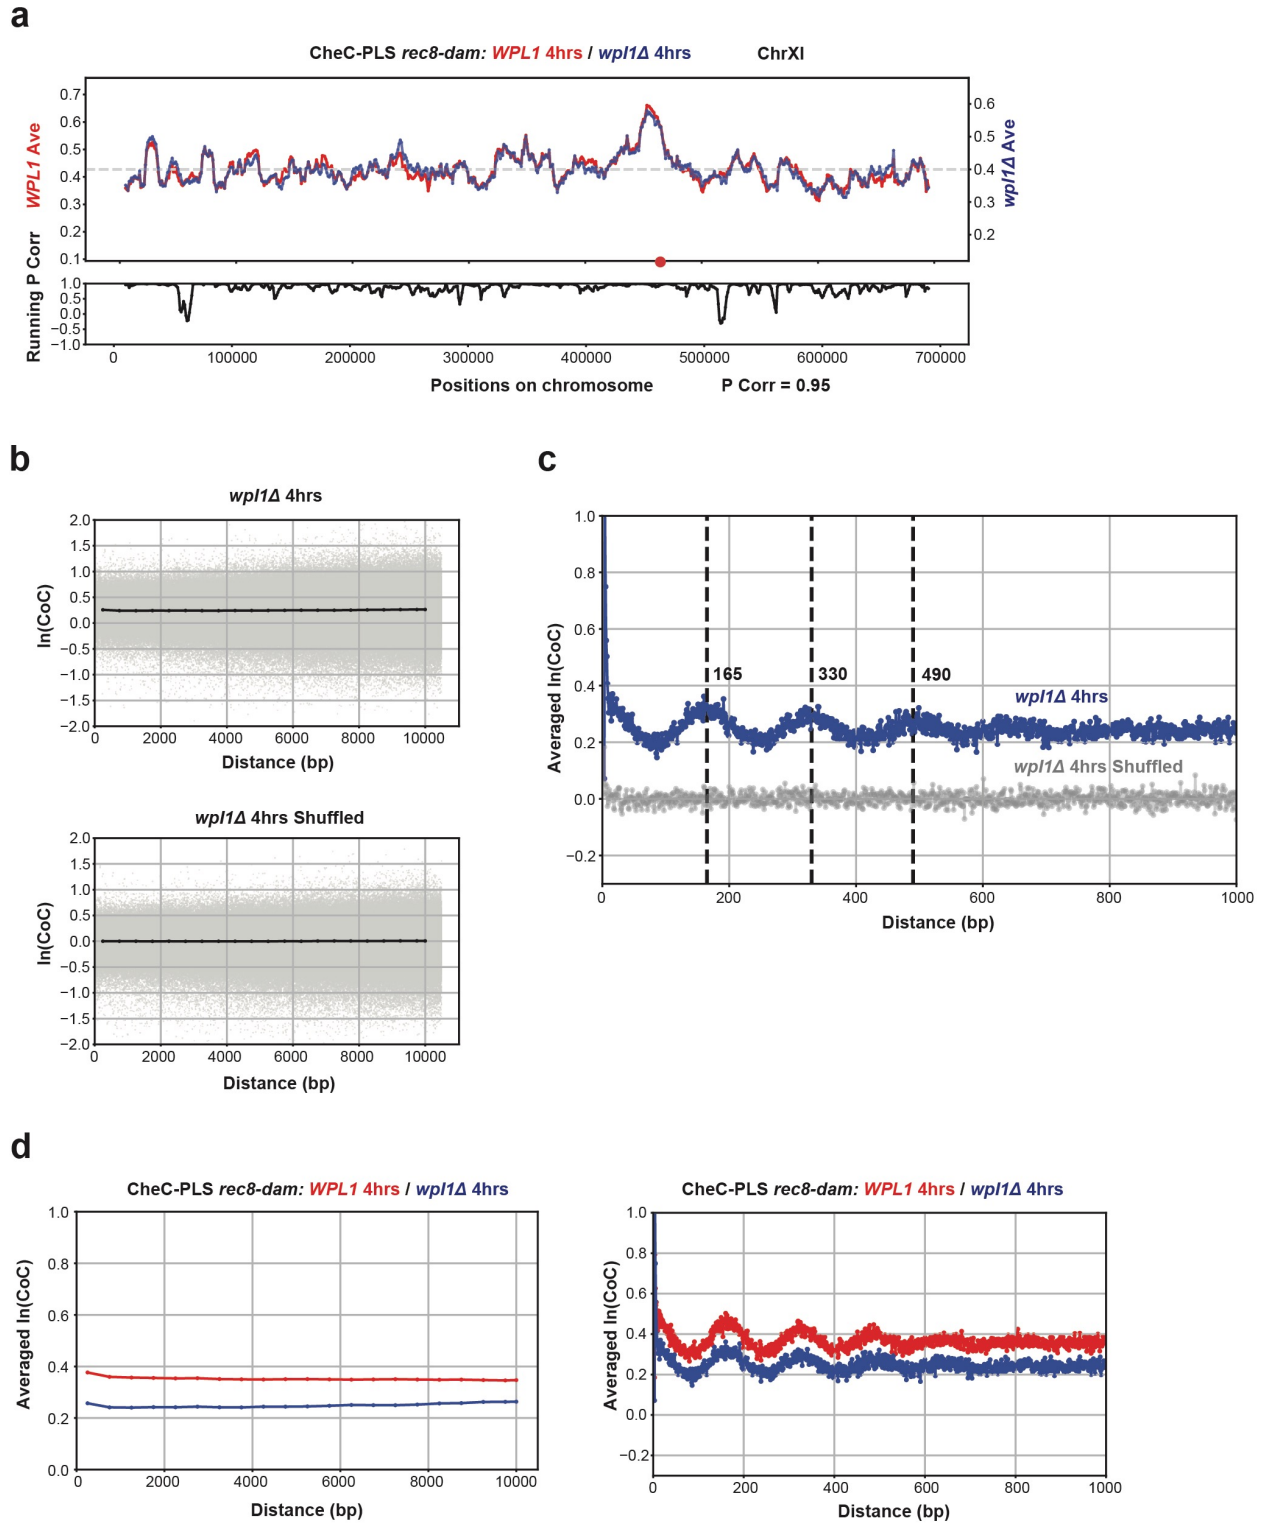 a
CheC-PLS rec8-dam: WPL1 4hrs / wpl1Δ 4hrs ChrXI
WPL1 Ave
0.7
0.6
0.5
0.4
0.3
0.2
0.1
0.6
0.5
0.4
0.3
0.2
wpl1Δ Ave
Running P Corr
1.0
0.5
0.0
−0.5
−1.0
0 100000 200000 300000 400000 500000 600000 700000
Positions on chromosome P Corr = 0.95
b
wpl1Δ 4hrs
ln(CoC)
2.0
1.5
1.0
0.5
0.0
−0.5
−1.0
−1.5
−2.0
0 2000 4000 6000 8000 10000
Distance (bp)
wpl1Δ 4hrs Shuffled
ln(CoC)
2.0
1.5
1.0
0.5
0.0
−0.5
−1.0
−1.5
−2.0
0 2000 4000 6000 8000 10000
Distance (bp)
c
Averaged ln(CoC)
1.0
0.8
0.6
0.4
0.2
0.0
−0.2
165 330 490
wpl1Δ 4hrs
wpl1Δ 4hrs Shuffled
0 200 400 600 800 1000
Distance (bp)
d
CheC-PLS rec8-dam: WPL1 4hrs / wpl1Δ 4hrs
Averaged ln(CoC)
1.0
0.8
0.6
0.4
0.2
0.0
0 2000 4000 6000 8000 10000
Distance (bp)
CheC-PLS rec8-dam: WPL1 4hrs / wpl1Δ 4hrs
Averaged ln(CoC)
1.0
0.8
0.6
0.4
0.2
0.0
−0.2
0 200 400 600 800 1000
Distance (bp)